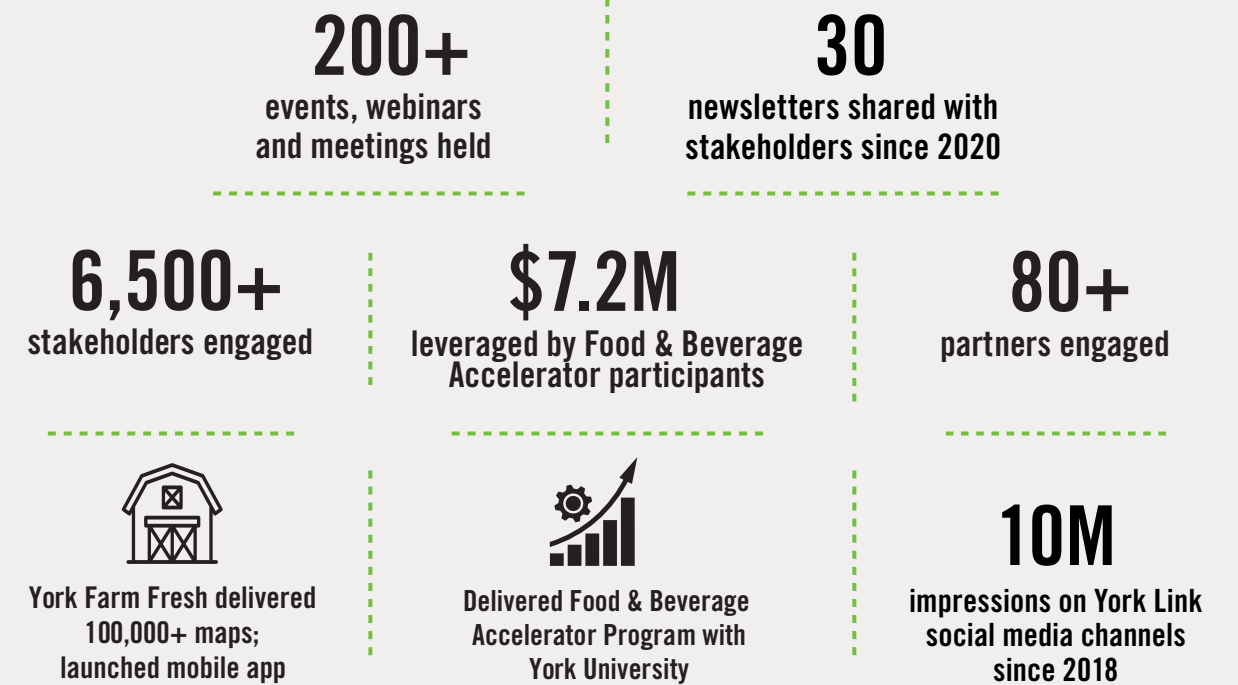 200+
events, webinars
and meetings held
30
newsletters shared with
stakeholders since 2020
6,500+
stakeholders engaged
$7.2M
leveraged by Food & Beverage
Accelerator participants
80+
partners engaged
York Farm Fresh delivered
100,000+ maps;
launched mobile app
Delivered Food & Beverage
Accelerator Program with
York University
10M
impressions on York Link
social media channels
since 2018